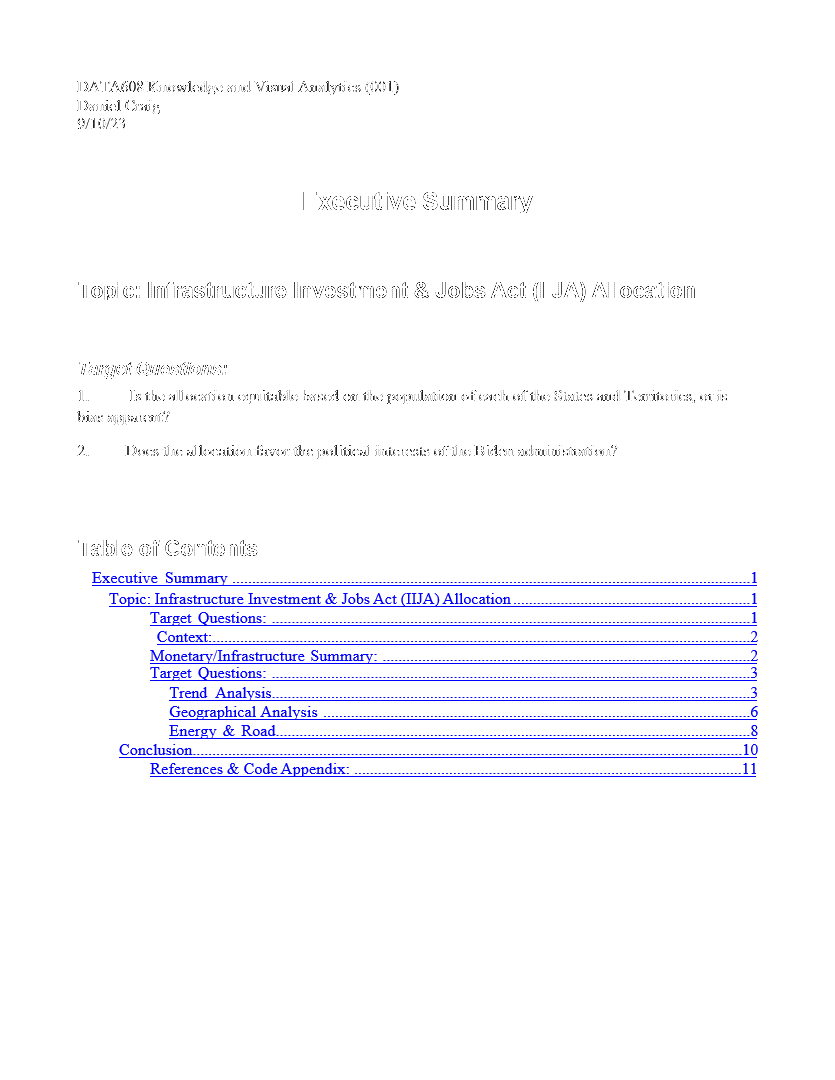 DATA608 Knowledge and Visual Analytics (C01)
Daniel Craig
9/10/23
Executive Summary
Topic: Infrastructure Investment & Jobs Act (IIJA) Allocation
Target Questions:
1. Is the allocation equitable based on the population of each of the States and Territories, or is
bias apparent?
2. Does the allocation favor the political interests of the Biden administration?
Table of Contents
Executive Summary ........................................ 1
Topic: Infrastructure Investment & Jobs Act (IIJA) Allocation ........................................ 1
Target Questions: ........................................ 1
Context: ........................................ 2
Monetary/Infrastructure Summary: ........................................ 2
Target Questions: ........................................ 3
Trend Analysis ........................................ 3
Geographical Analysis ........................................ 6
Energy & Road ........................................ 8
Conclusion ........................................ 10
References & Code Appendix: ........................................ 11